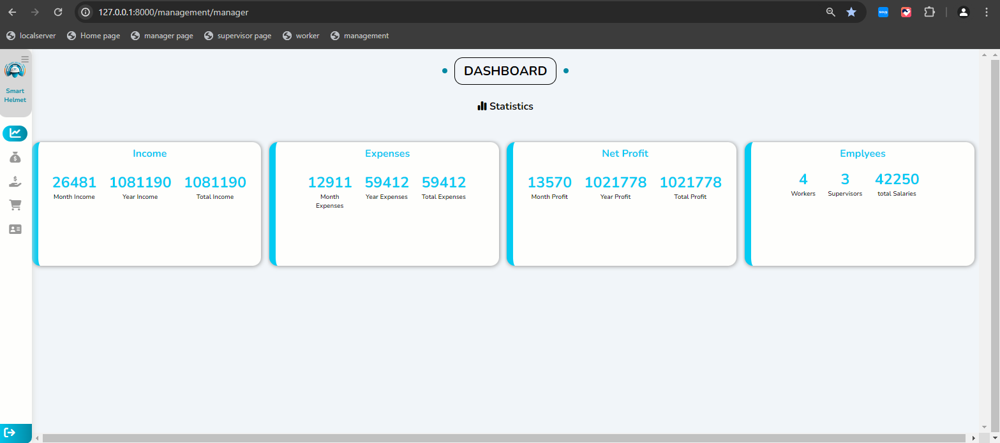 127.0.0.1:8000/management/manager
localserver Home page manager page supervisor page worker management
Smart
Helmet
DASHBOARD
Statistics
Income
26481 1081190 1081190
Month Income Year Income Total Income
Expenses
12911 59412 59412
Month
Expenses Year Expenses Total Expenses
Net Profit
13570 1021778 1021778
Month Profit Year Profit Total Profit
Emplyees
4 3 42250
Workers Supervisors total Salaries